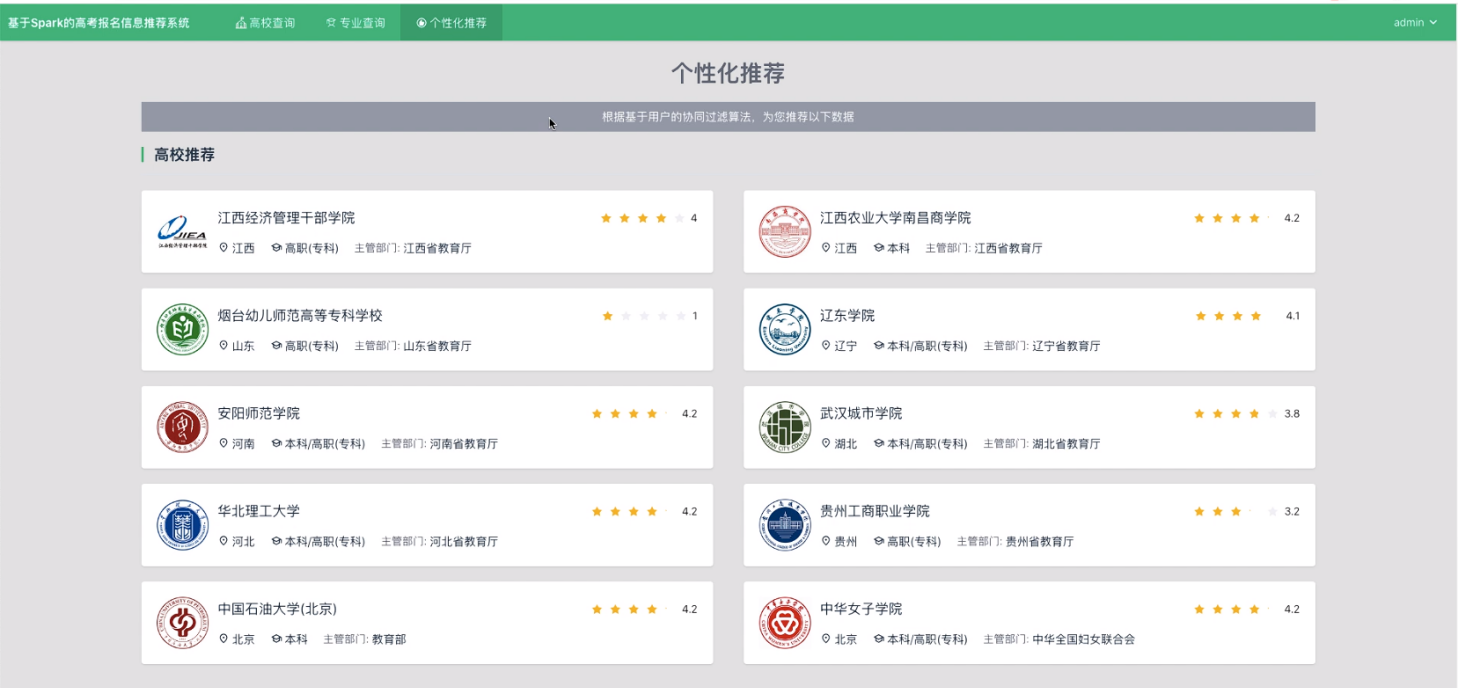 基于Spark的高考报名信息推荐系统 高校查询 专业查询 个性化推荐 admin
个性化推荐
根据基于用户的协同过滤算法，为您推荐以下数据
高校推荐
江西经济管理干部学院 4
江西 高职(专科) 主管部门: 江西省教育厅
JIEA
江西农业大学南昌商学院 4.2
江西 本科 主管部门: 江西省教育厅
烟台幼儿师范高等专科学校 1
山东 高职(专科) 主管部门: 山东省教育厅
辽东学院 4.1
辽宁 本科/高职(专科) 主管部门: 辽宁省教育厅
安阳师范学院 4.2
河南 本科/高职(专科) 主管部门: 河南省教育厅
武汉城市学院 3.8
湖北 本科/高职(专科) 主管部门: 湖北省教育厅
华北理工大学 4.2
河北 本科/高职(专科) 主管部门: 河北省教育厅
贵州工商职业学院 3.2
贵州 高职(专科) 主管部门: 贵州省教育厅
中国石油大学(北京) 4.2
北京 本科 主管部门: 教育部
中华女子学院 4.2
北京 本科/高职(专科) 主管部门: 中华全国妇女联合会